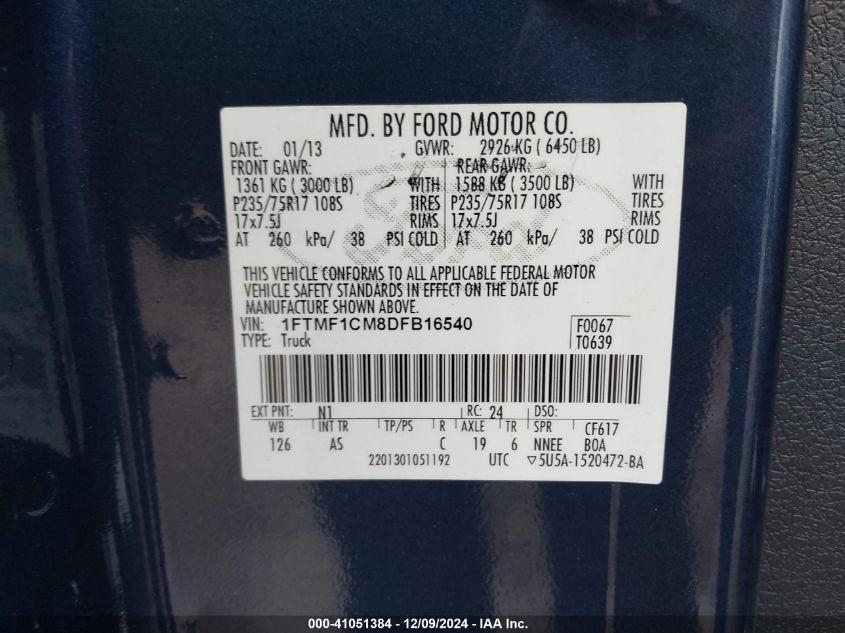 MFD. BY FORD MOTOR CO.
DATE: 01/13 GVWR: 2926 KG ( 6450 LB)
FRONT GAWR: REAR GAWR:
1361 KG ( 3000 LB) WITH 1588 KG ( 3500 LB) WITH
P235/75R17 108S TIRES P235/75R17 108S TIRES
17x7.5J RIMS 17x7.5J RIMS
AT 260 kPa/ 38 PSI COLD AT 260 kPa/ 38 PSI COLD
THIS VEHICLE CONFORMS TO ALL APPLICABLE FEDERAL MOTOR
VEHICLE SAFETY STANDARDS IN EFFECT ON THE DATE OF
MANUFACTURE SHOWN ABOVE.
VIN: 1FTMF1CM8DFB16540 F0067
TYPE: Truck T0639
EXT PNT: N1 RC: 24 DSO:
WB INT TR TP/PS R AXLE TR SPR CF617
126 AS C 19 6 NNEE BOA
2201301051192 UTC ▽5U5A-1520472-BA
000-41051384 - 12/09/2024 - IAA Inc.